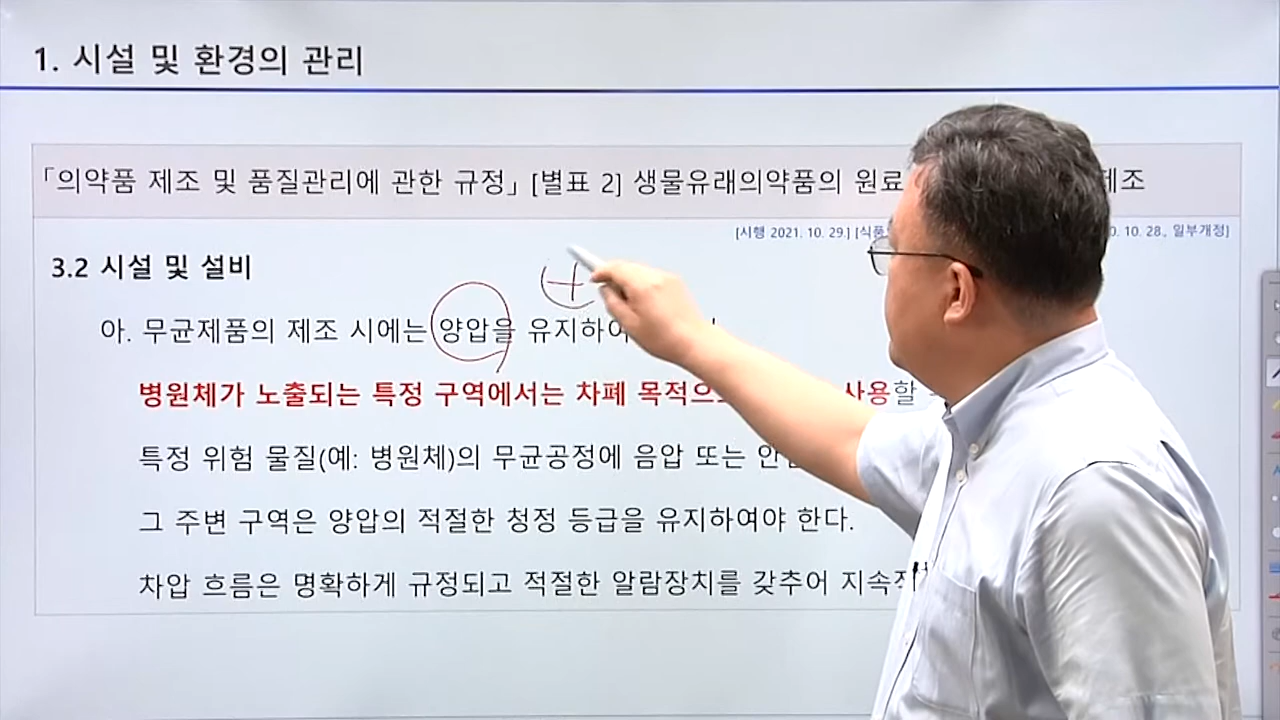 1. 시설 및 환경의 관리
「의약품 제조 및 품질관리에 관한 규정」 [별표 2] 생물유래의약품의 원료 제조
[시행 2021. 10. 29.] [식품 10. 28., 일부개정]
3.2 시설 및 설비
+
아. 무균제품의 제조 시에는 양압을 유지하여
병원체가 노출되는 특정 구역에서는 차폐 목적으로 사용할
특정 위험 물질(예: 병원체)의 무균공정에 음압 또는
그 주변 구역은 양압의 적절한 청정 등급을 유지하여야 한다.
차압 흐름은 명확하게 규정되고 적절한 알람장치를 갖추어